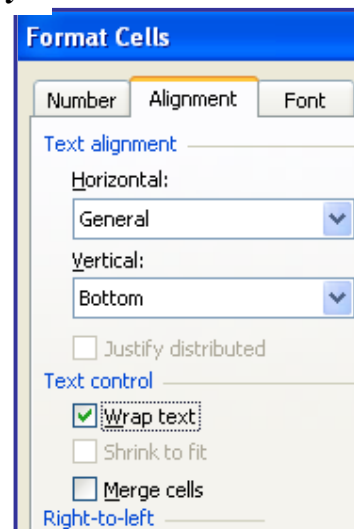 Format Cells
Number Alignment Font
Text alignment
Horizontal:
General
Vertical:
Bottom
Justify distributed
Text control
Wrap text
Shrink to fit
Merge cells
Right-to-left